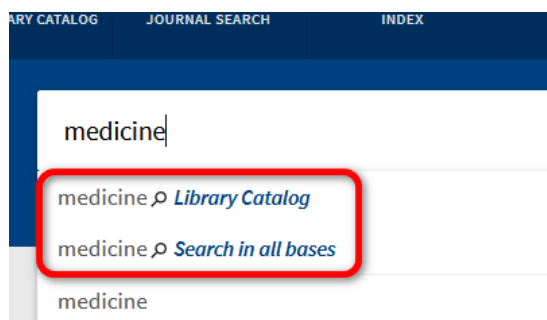 ARY CATALOG JOURNAL SEARCH INDEX
medicine
medicine Library Catalog
medicine Search in all bases
medicine